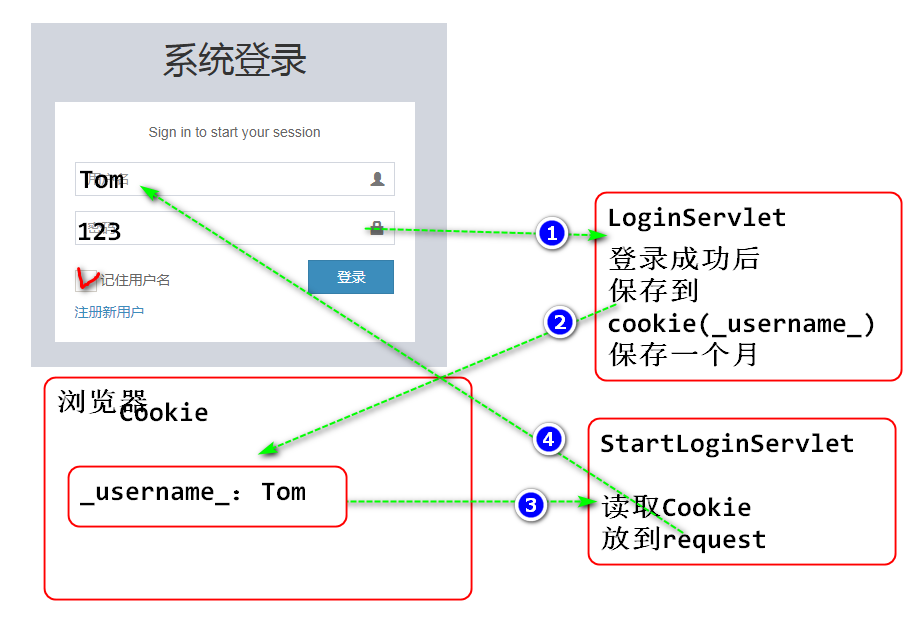 系统登录
Sign in to start your session
Tom
123
记住用户名
登录
注册新用户
1
LoginServlet
登录成功后
保存到
cookie(_username_)
保存一个月
2
浏览器
Cookie
_username_: Tom
3
4
StartLoginServlet
读取Cookie
放到request